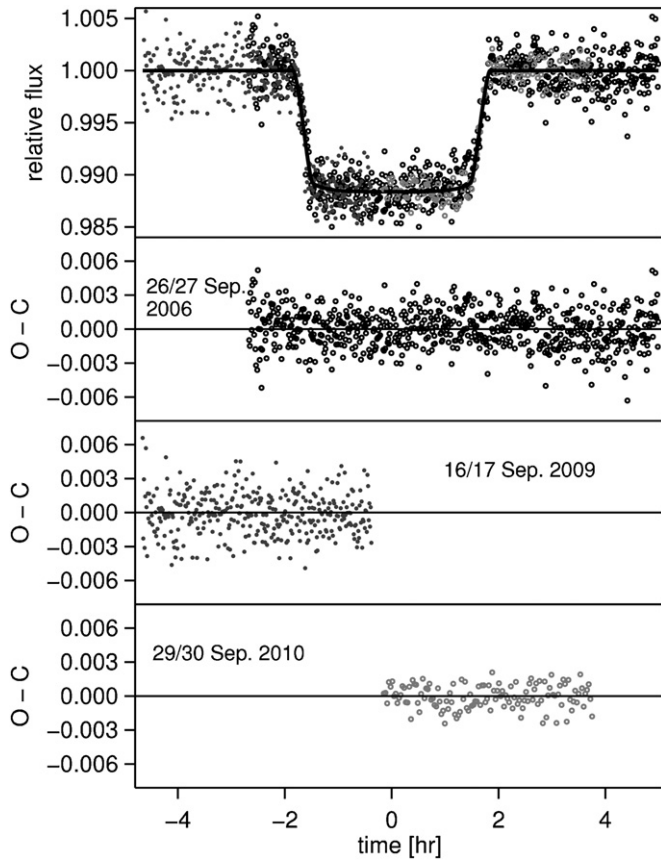 1.005
1.000
0.995
0.990
0.985
relative flux
0.006
0.003
0.000
−0.003
−0.006
O − C
26/27 Sep.
2006
0.006
0.003
0.000
−0.003
−0.006
O − C
16/17 Sep. 2009
0.006
0.003
0.000
−0.003
−0.006
O − C
29/30 Sep. 2010
−4 −2 0 2 4
time [hr]